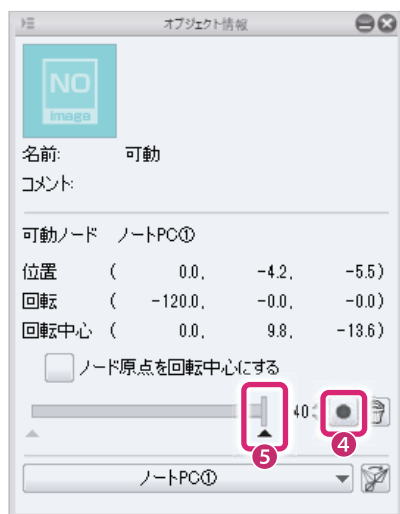 オブジェクト情報
NO
image
名前: 可動
コメント:
可動ノード ノートPC①
位置 ( 0.0, -4.2, -5.5)
回転 ( -120.0, -0.0, -0.0)
回転中心 ( 0.0, 9.8, -13.6)
ノード原点を回転中心にする
40
5 4
ノートPC①